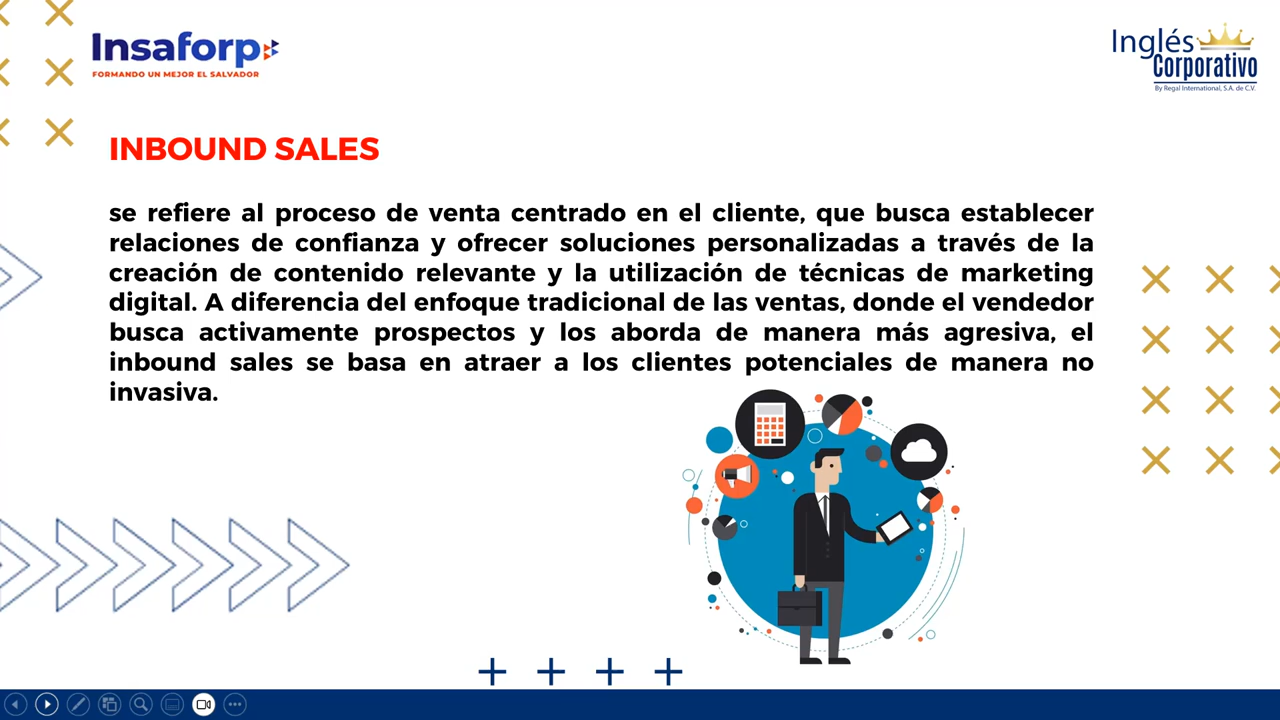 Insaforp
FORMANDO UN MEJOR EL SALVADOR
Inglés
Corporativo
By Regal International, S.A. de C.V.
INBOUND SALES
se refiere al proceso de venta centrado en el cliente, que busca establecer
relaciones de confianza y ofrecer soluciones personalizadas a través de la
creación de contenido relevante y la utilización de técnicas de marketing
digital. A diferencia del enfoque tradicional de las ventas, donde el vendedor
busca activamente prospectos y los aborda de manera más agresiva, el
inbound sales se basa en atraer a los clientes potenciales de manera no
invasiva.